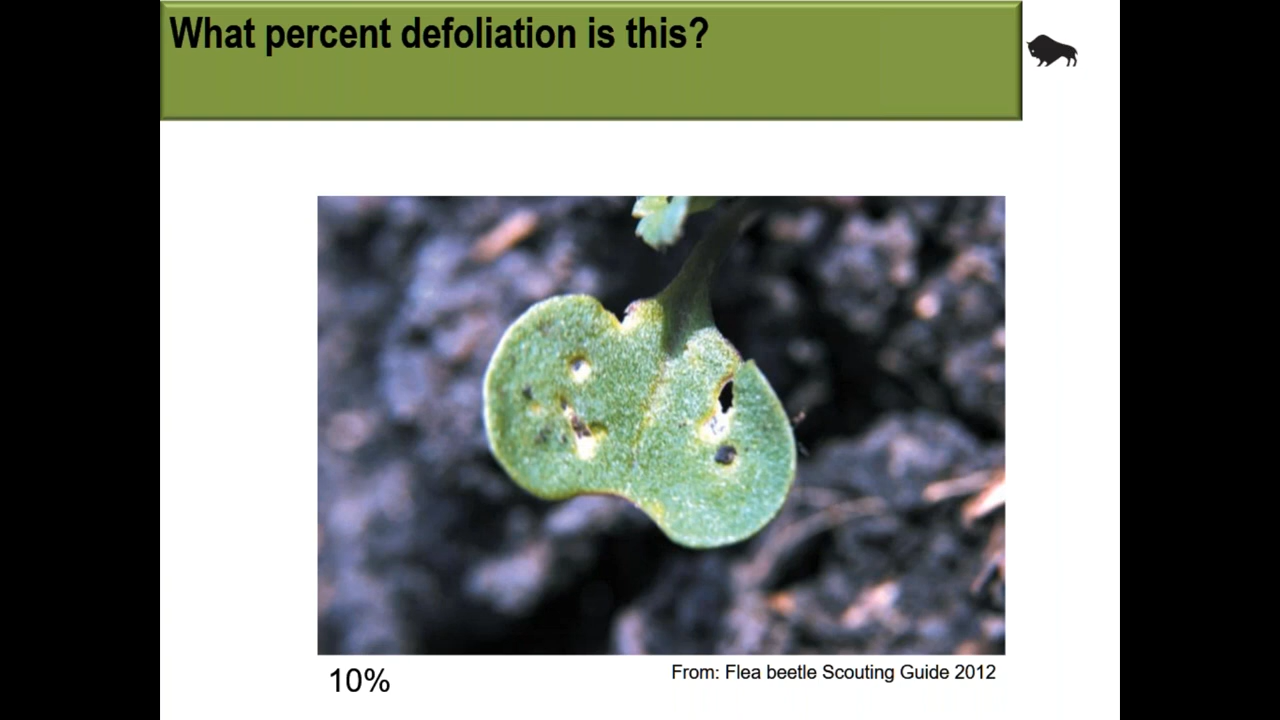 What percent defoliation is this?
10%
From: Flea beetle Scouting Guide 2012